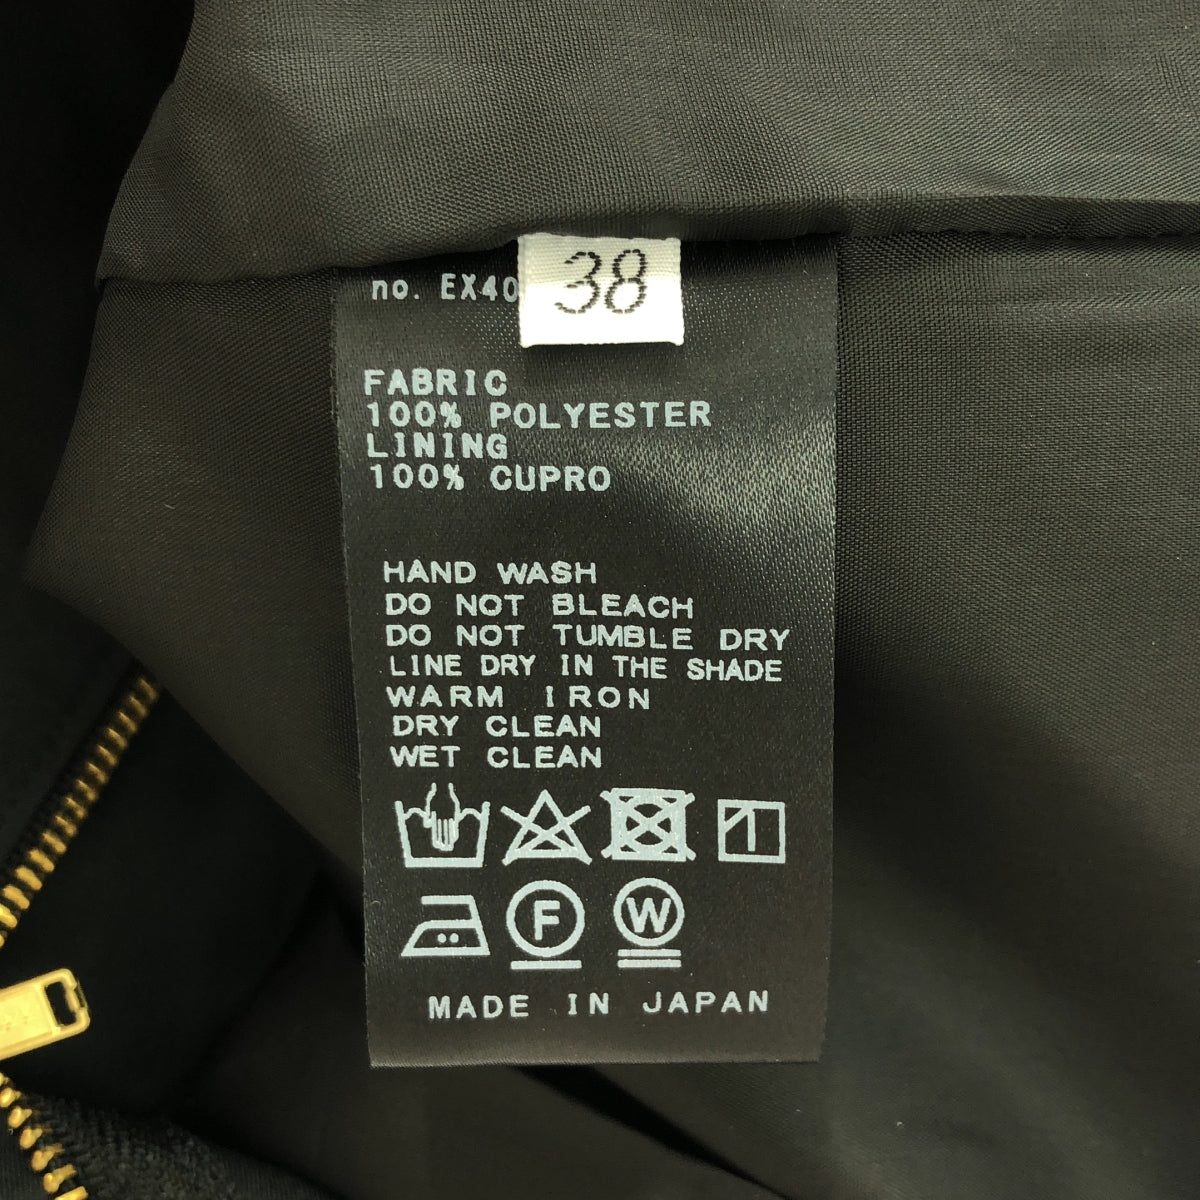 no. EX40
38
FABRIC
100% POLYESTER
LINING
100% CUPRO
HAND WASH
DO NOT BLEACH
DO NOT TUMBLE DRY
LINE DRY IN THE SHADE
WARM IRON
DRY CLEAN
WET CLEAN
F W
MADE IN JAPAN